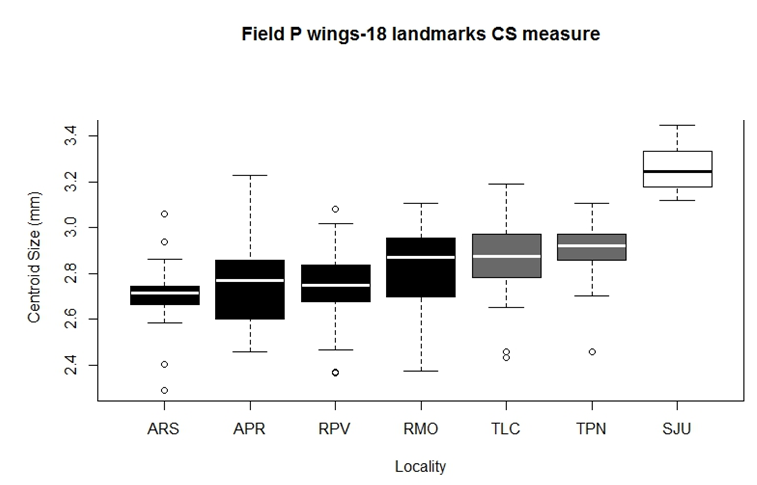 Field P wings-18 landmarks CS measure
Centroid Size (mm)
3.4
3.2
3.0
2.8
2.6
2.4
ARS APR RPV RMO TLC TPN SJU
Locality